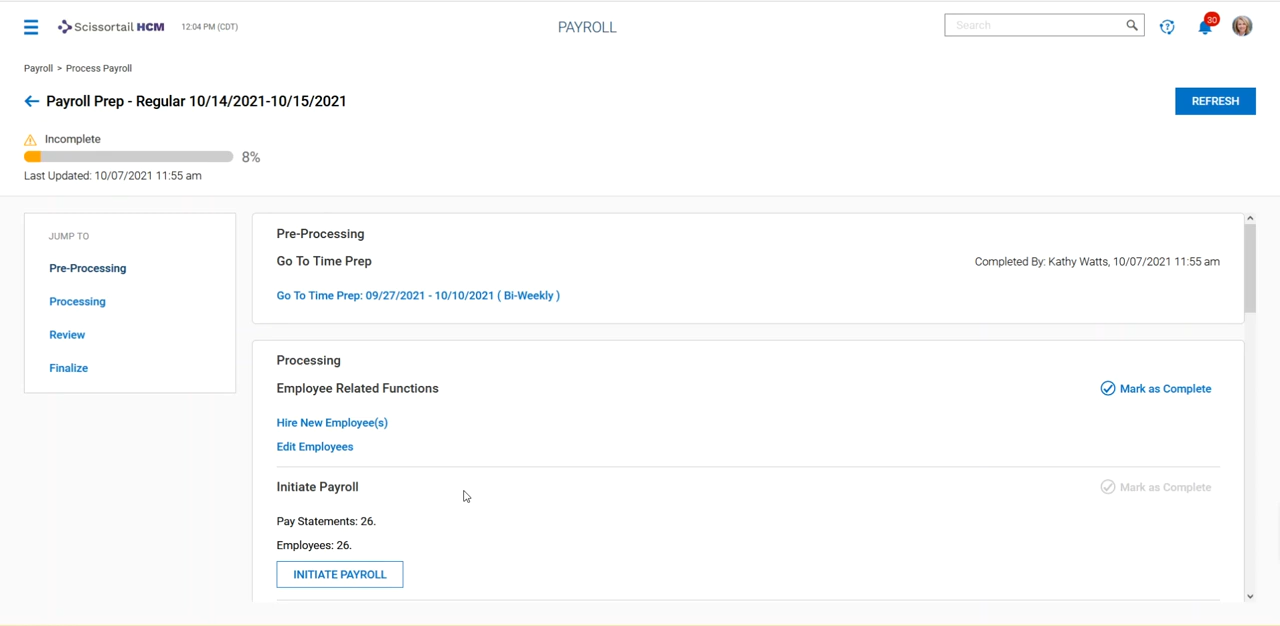 Scissortail HCM
12:04 PM (CDT)
PAYROLL
Search
30
Payroll > Process Payroll
Payroll Prep - Regular 10/14/2021-10/15/2021
REFRESH
Incomplete
8%
Last Updated: 10/07/2021 11:55 am
JUMP TO
Pre-Processing
Processing
Review
Finalize
Pre-Processing
Go To Time Prep
Completed By: Kathy Watts, 10/07/2021 11:55 am
Go To Time Prep: 09/27/2021 - 10/10/2021 ( Bi-Weekly )
Processing
Employee Related Functions
Mark as Complete
Hire New Employee(s)
Edit Employees
Initiate Payroll
Mark as Complete
Pay Statements: 26.
Employees: 26.
INITIATE PAYROLL